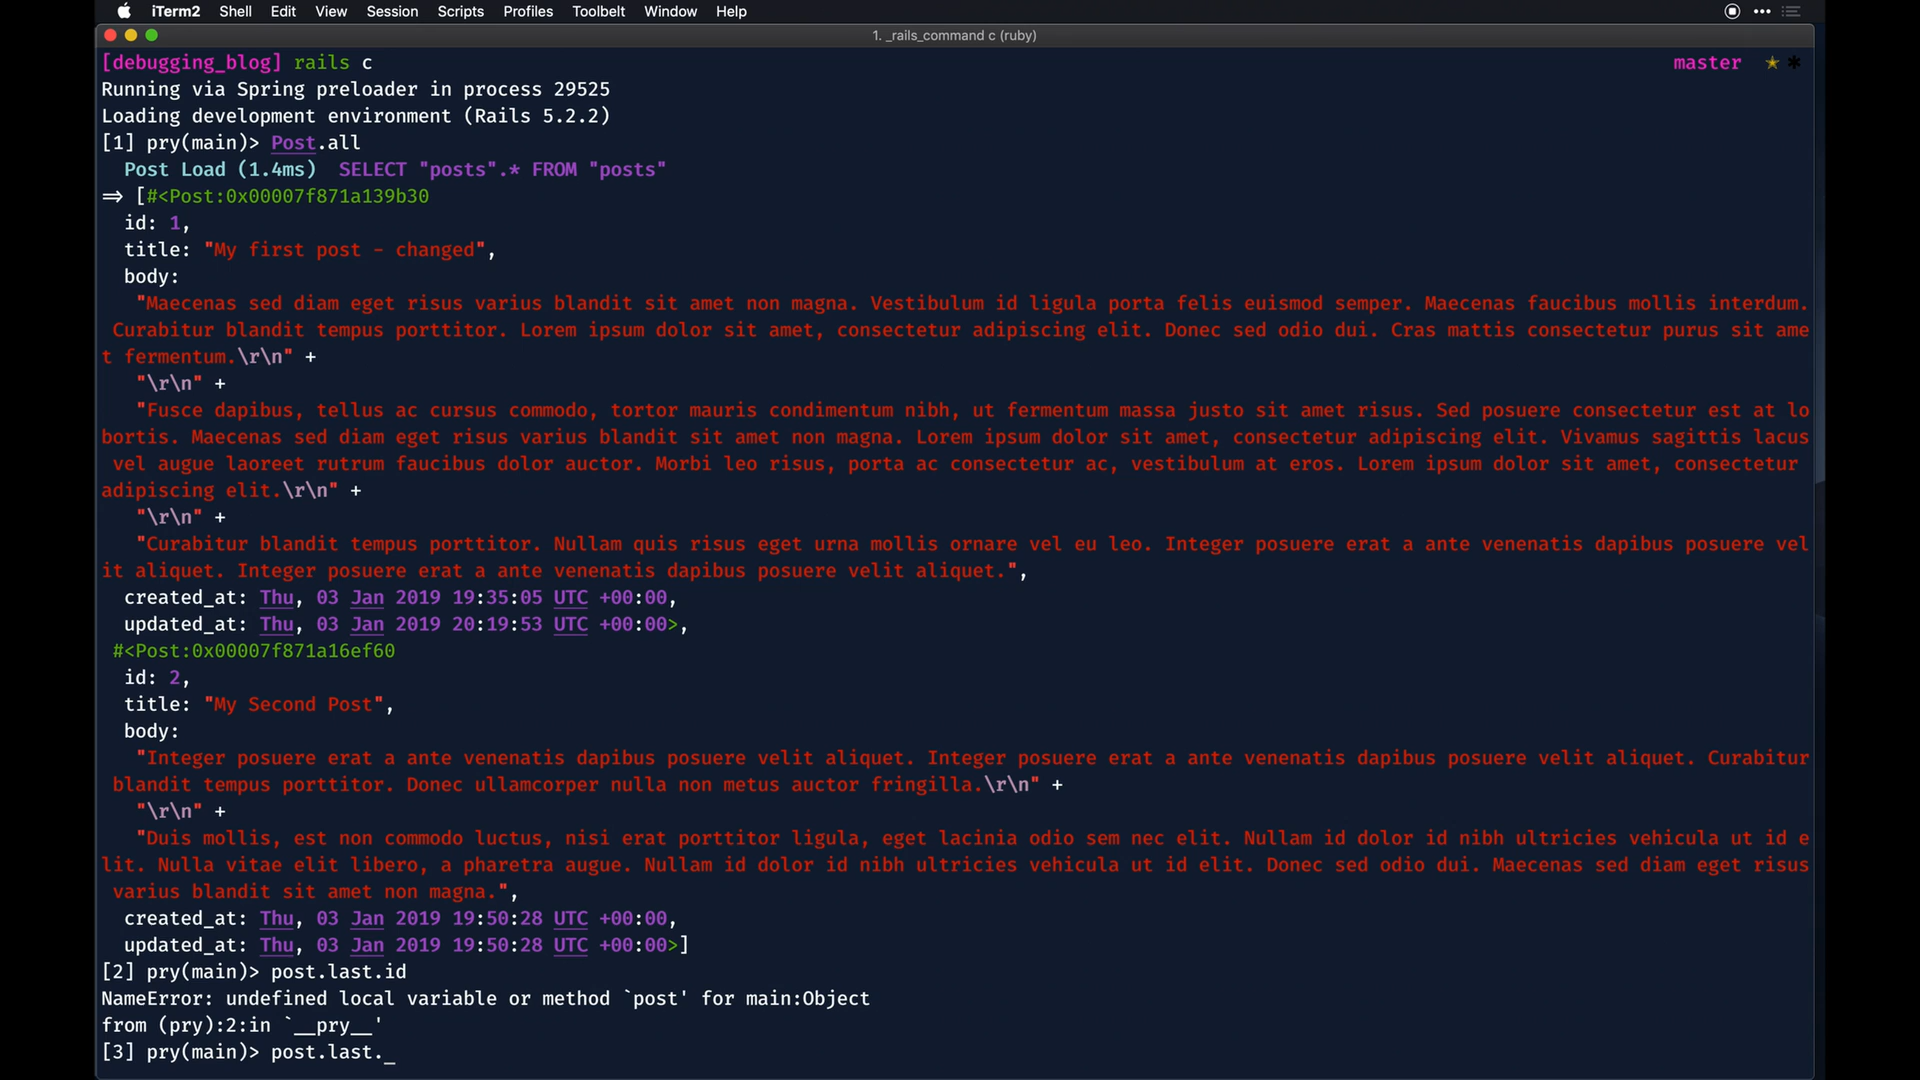 iTerm2 Shell Edit View Session Scripts Profiles Toolbelt Window Help
1. _rails_command c (ruby)
[debugging_blog] rails c master ★ ✱
Running via Spring preloader in process 29525
Loading development environment (Rails 5.2.2)
[1] pry(main)> Post.all
  Post Load (1.4ms)  SELECT "posts".* FROM "posts"
=> [#<Post:0x00007f871a139b30
  id: 1,
  title: "My first post - changed",
  body:
   "Maecenas sed diam eget risus varius blandit sit amet non magna. Vestibulum id ligula porta felis euismod semper. Maecenas faucibus mollis interdum.
 Curabitur blandit tempus porttitor. Lorem ipsum dolor sit amet, consectetur adipiscing elit. Donec sed odio dui. Cras mattis consectetur purus sit ame
t fermentum.\r\n" +
   "\r\n" +
   "Fusce dapibus, tellus ac cursus commodo, tortor mauris condimentum nibh, ut fermentum massa justo sit amet risus. Sed posuere consectetur est at lo
bortis. Maecenas sed diam eget risus varius blandit sit amet non magna. Lorem ipsum dolor sit amet, consectetur adipiscing elit. Vivamus sagittis lacus
 vel augue laoreet rutrum faucibus dolor auctor. Morbi leo risus, porta ac consectetur ac, vestibulum at eros. Lorem ipsum dolor sit amet, consectetur
adipiscing elit.\r\n" +
   "\r\n" +
   "Curabitur blandit tempus porttitor. Nullam quis risus eget urna mollis ornare vel eu leo. Integer posuere erat a ante venenatis dapibus posuere vel
it aliquet. Integer posuere erat a ante venenatis dapibus posuere velit aliquet.",
  created_at: Thu, 03 Jan 2019 19:35:05 UTC +00:00,
  updated_at: Thu, 03 Jan 2019 20:19:53 UTC +00:00>,
 #<Post:0x00007f871a16ef60
  id: 2,
  title: "My Second Post",
  body:
   "Integer posuere erat a ante venenatis dapibus posuere velit aliquet. Integer posuere erat a ante venenatis dapibus posuere velit aliquet. Curabitur
 blandit tempus porttitor. Donec ullamcorper nulla non metus auctor fringilla.\r\n" +
   "\r\n" +
   "Duis mollis, est non commodo luctus, nisi erat porttitor ligula, eget lacinia odio sem nec elit. Nullam id dolor id nibh ultricies vehicula ut id e
lit. Nulla vitae elit libero, a pharetra augue. Nullam id dolor id nibh ultricies vehicula ut id elit. Donec sed odio dui. Maecenas sed diam eget risus
 varius blandit sit amet non magna.",
  created_at: Thu, 03 Jan 2019 19:50:28 UTC +00:00,
  updated_at: Thu, 03 Jan 2019 19:50:28 UTC +00:00>]
[2] pry(main)> post.last.id
NameError: undefined local variable or method `post' for main:Object
from (pry):2:in `__pry__'
[3] pry(main)> post.last._